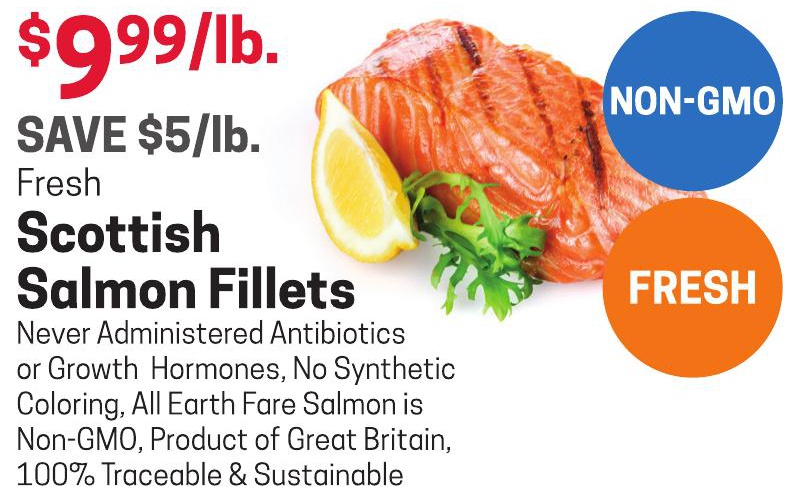 $9.99/lb.
SAVE $5/lb.
Fresh
Scottish
Salmon Fillets
Never Administered Antibiotics
or Growth Hormones, No Synthetic
Coloring, All Earth Fare Salmon is
Non-GMO, Product of Great Britain,
100% Traceable & Sustainable
NON-GMO
FRESH